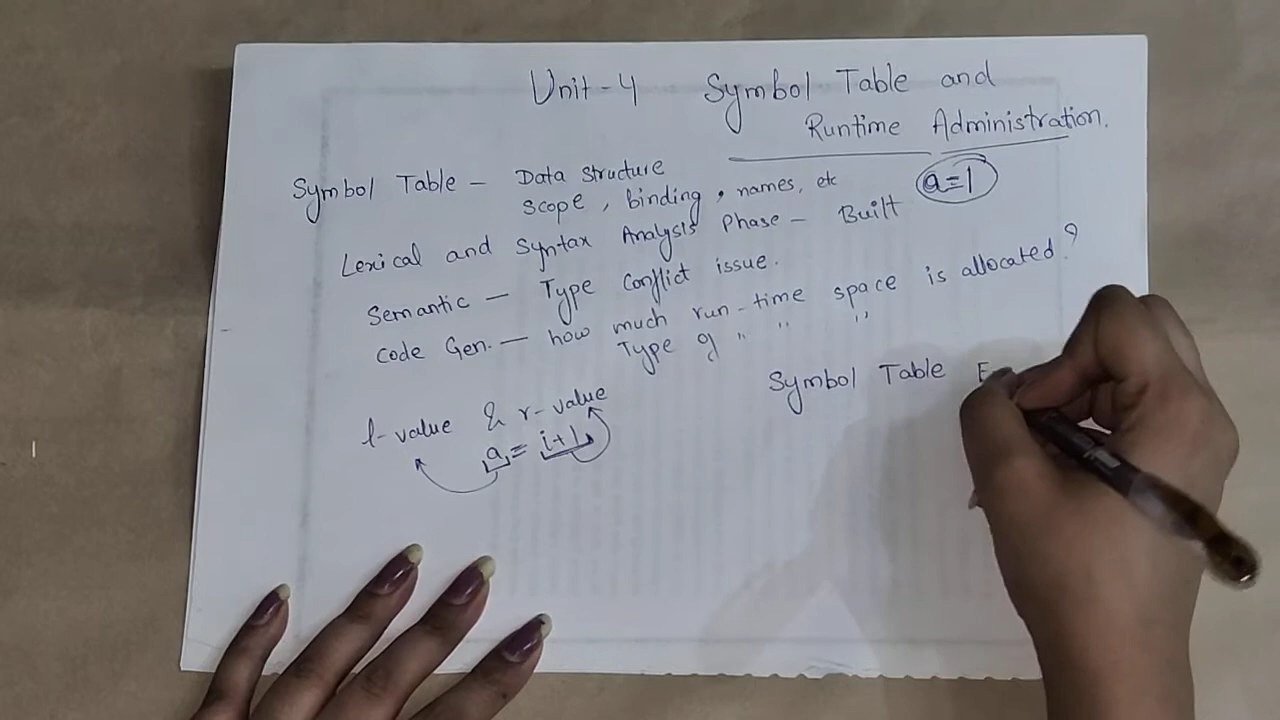 Unit-4 Symbol Table and
Runtime Administration.
Symbol Table - Data Structure
Scope, binding, names, etc
a=1
Lexical and Syntax Analysis Phase - Built
Semantic - Type Conflict issue.
Code Gen. - how much run-time space is allocated?
Type of " " "
l-value & r-value
a = i+1
Symbol Table E